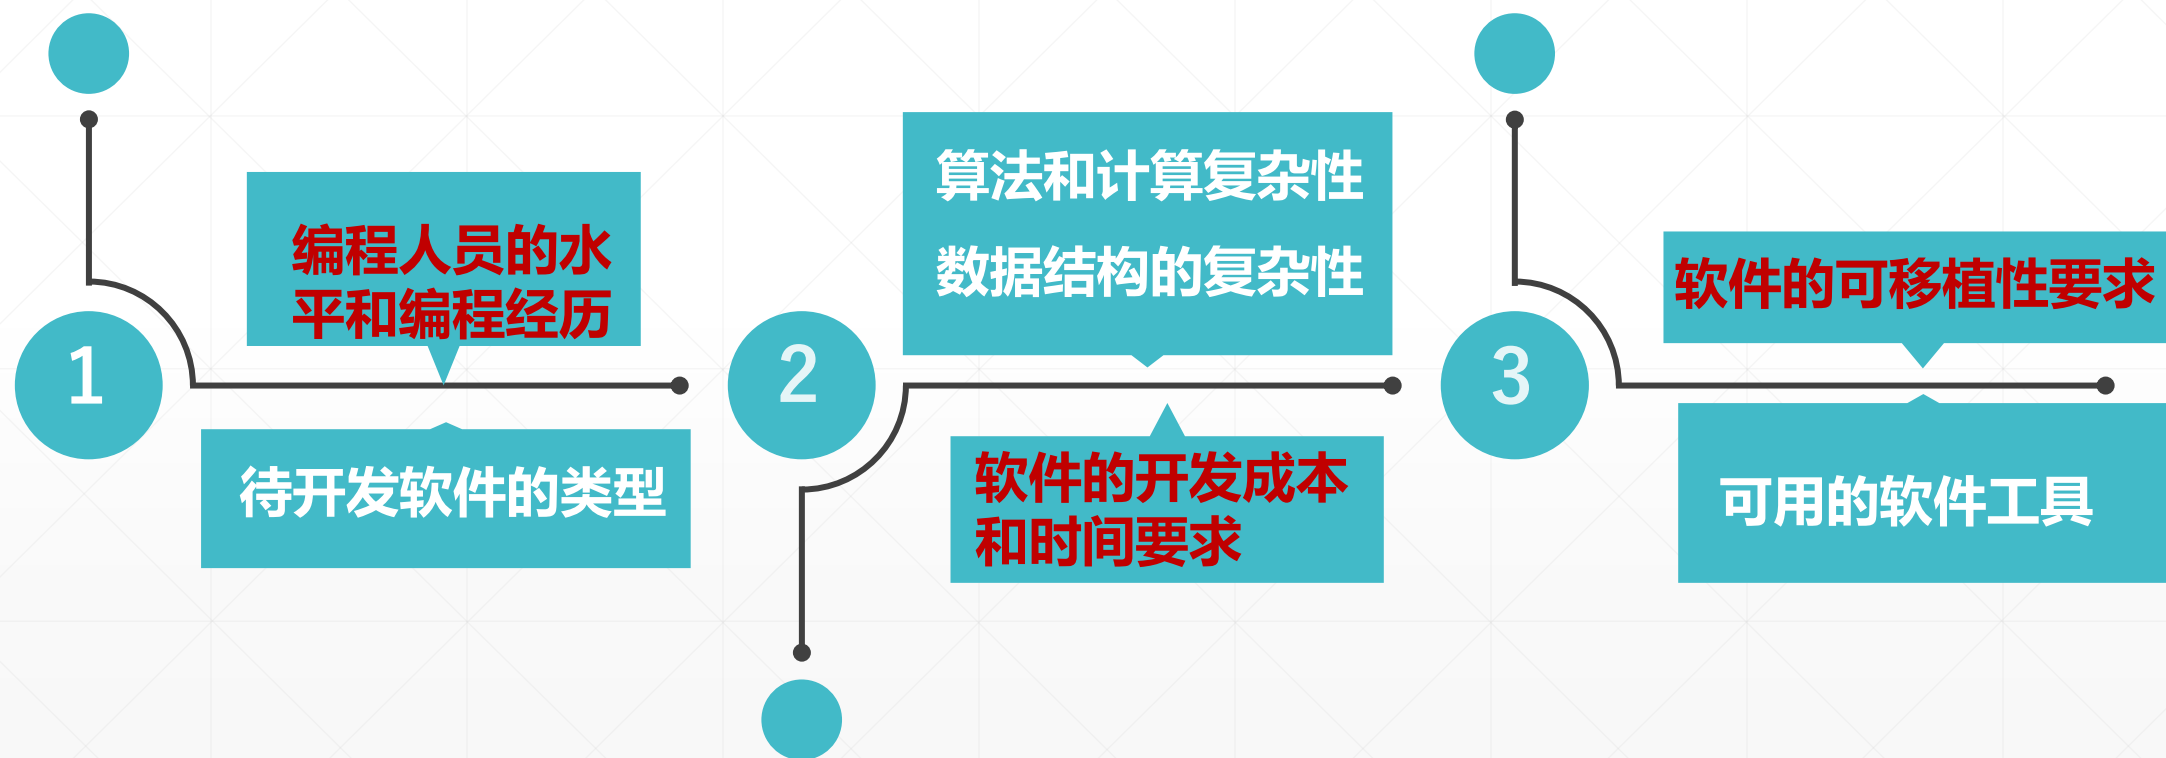 1
编程人员的水
平和编程经历
待开发软件的类型
2
算法和计算复杂性
数据结构的复杂性
软件的开发成本
和时间要求
3
软件的可移植性要求
可用的软件工具